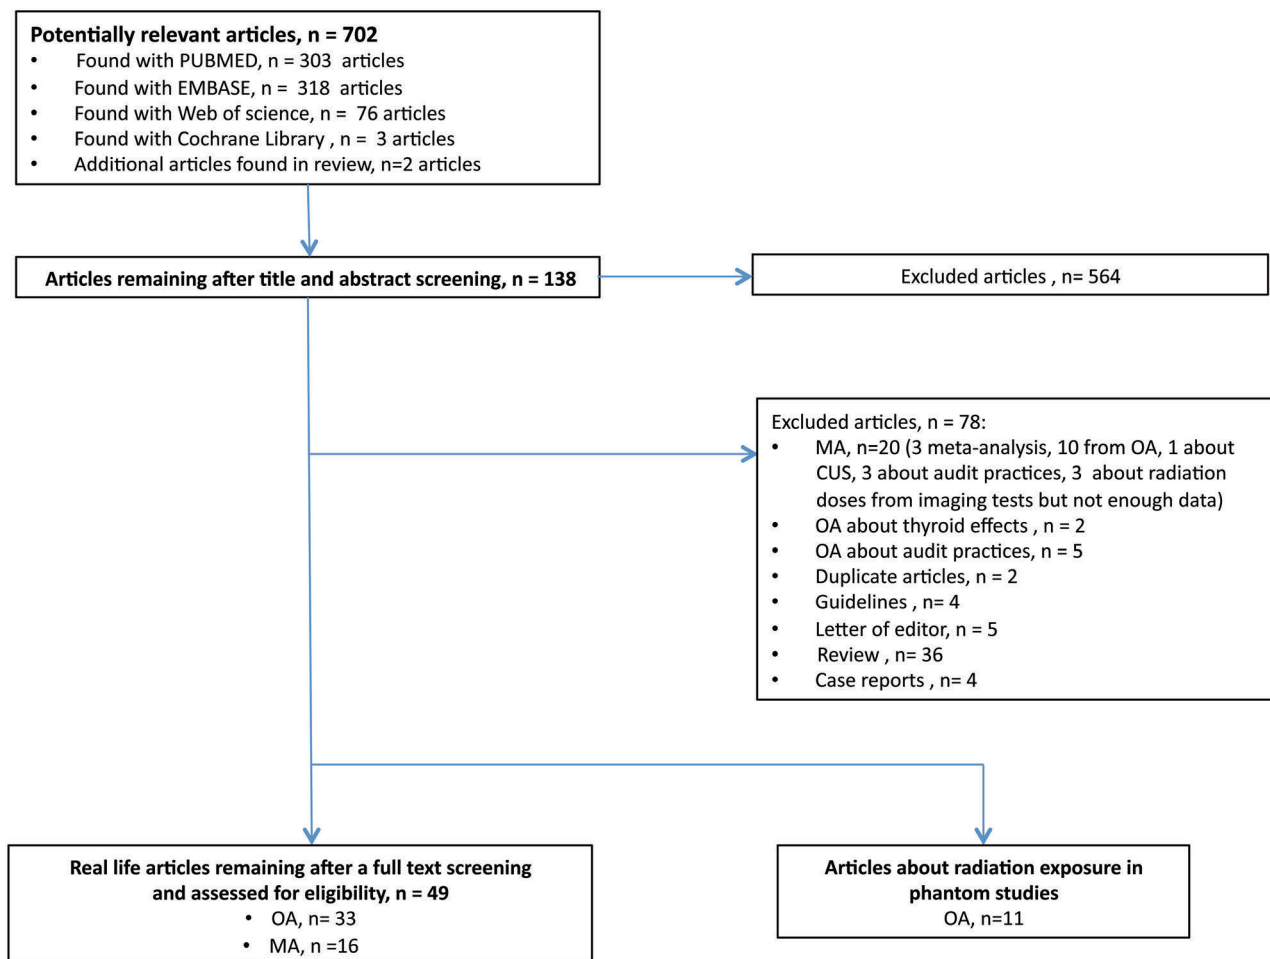 Potentially relevant articles, n = 702
• Found with PUBMED, n = 303 articles
• Found with EMBASE, n = 318 articles
• Found with Web of science, n = 76 articles
• Found with Cochrane Library , n = 3 articles
• Additional articles found in review, n=2 articles
Articles remaining after title and abstract screening, n = 138
Excluded articles , n= 564
Excluded articles, n = 78:
• MA, n=20 (3 meta-analysis, 10 from OA, 1 about
CUS, 3 about audit practices, 3 about radiation
doses from imaging tests but not enough data)
• OA about thyroid effects , n = 2
• OA about audit practices, n = 5
• Duplicate articles, n = 2
• Guidelines , n= 4
• Letter of editor, n = 5
• Review , n= 36
• Case reports , n= 4
Real life articles remaining after a full text screening
and assessed for eligibility, n = 49
• OA, n= 33
• MA, n =16
Articles about radiation exposure in
phantom studies
OA, n=11